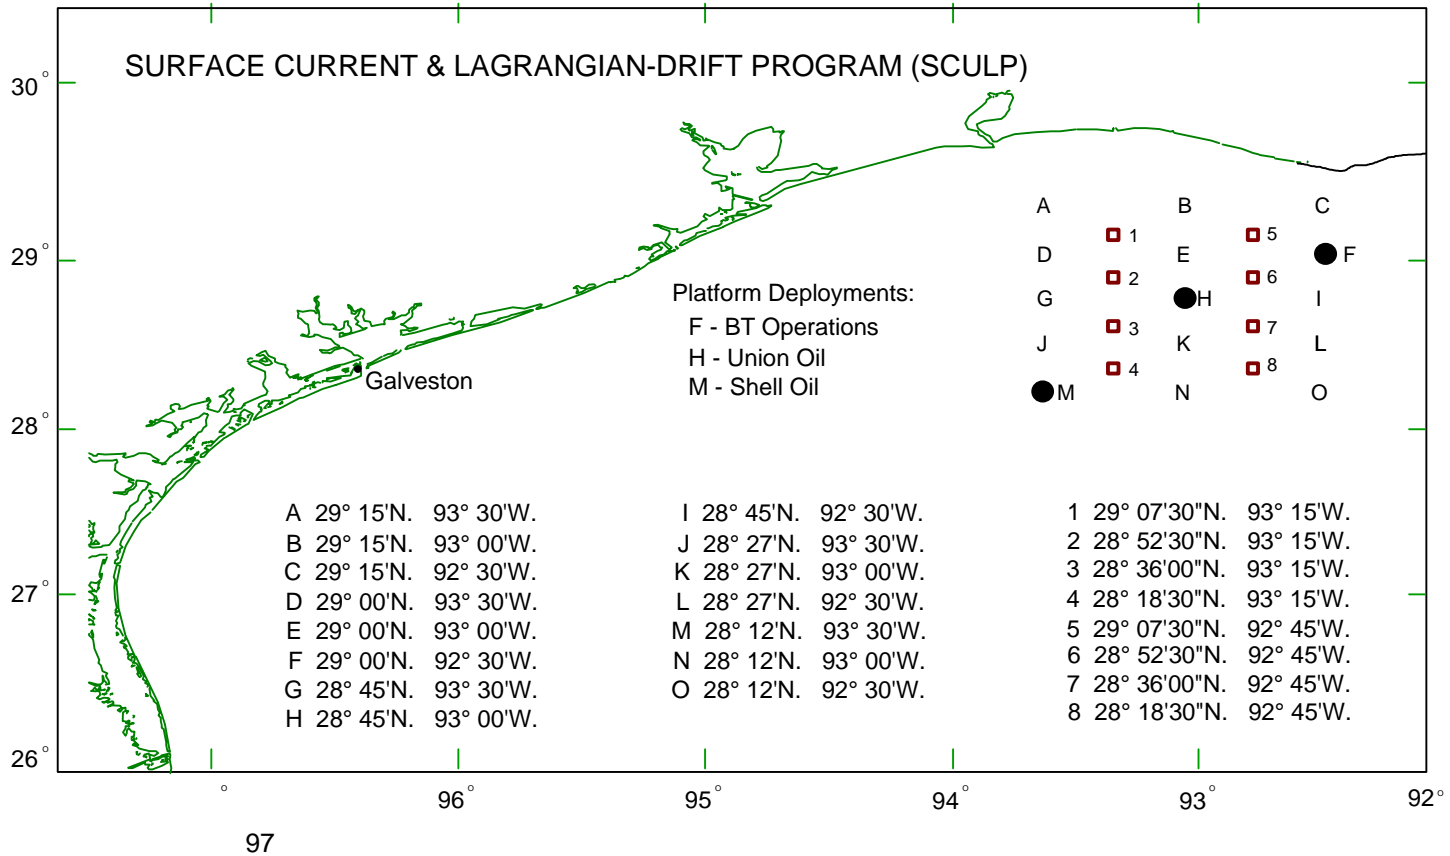 SURFACE CURRENT & LAGRANGIAN-DRIFT PROGRAM (SCULP)
30°
29°
28°
27°
26°
A B C
1 5
D E F
2 6
G H I
3 7
J K L
4 8
M N O
Platform Deployments:
F - BT Operations
H - Union Oil
M - Shell Oil
Galveston
A 29° 15'N. 93° 30'W.
B 29° 15'N. 93° 00'W.
C 29° 15'N. 92° 30'W.
D 29° 00'N. 93° 30'W.
E 29° 00'N. 93° 00'W.
F 29° 00'N. 92° 30'W.
G 28° 45'N. 93° 30'W.
H 28° 45'N. 93° 00'W.
I 28° 45'N. 92° 30'W.
J 28° 27'N. 93° 30'W.
K 28° 27'N. 93° 00'W.
L 28° 27'N. 92° 30'W.
M 28° 12'N. 93° 30'W.
N 28° 12'N. 93° 00'W.
O 28° 12'N. 92° 30'W.
1 29° 07'30"N. 93° 15'W.
2 28° 52'30"N. 93° 15'W.
3 28° 36'00"N. 93° 15'W.
4 28° 18'30"N. 93° 15'W.
5 29° 07'30"N. 92° 45'W.
6 28° 52'30"N. 92° 45'W.
7 28° 36'00"N. 92° 45'W.
8 28° 18'30"N. 92° 45'W.
° 96° 95° 94° 93° 92°
97